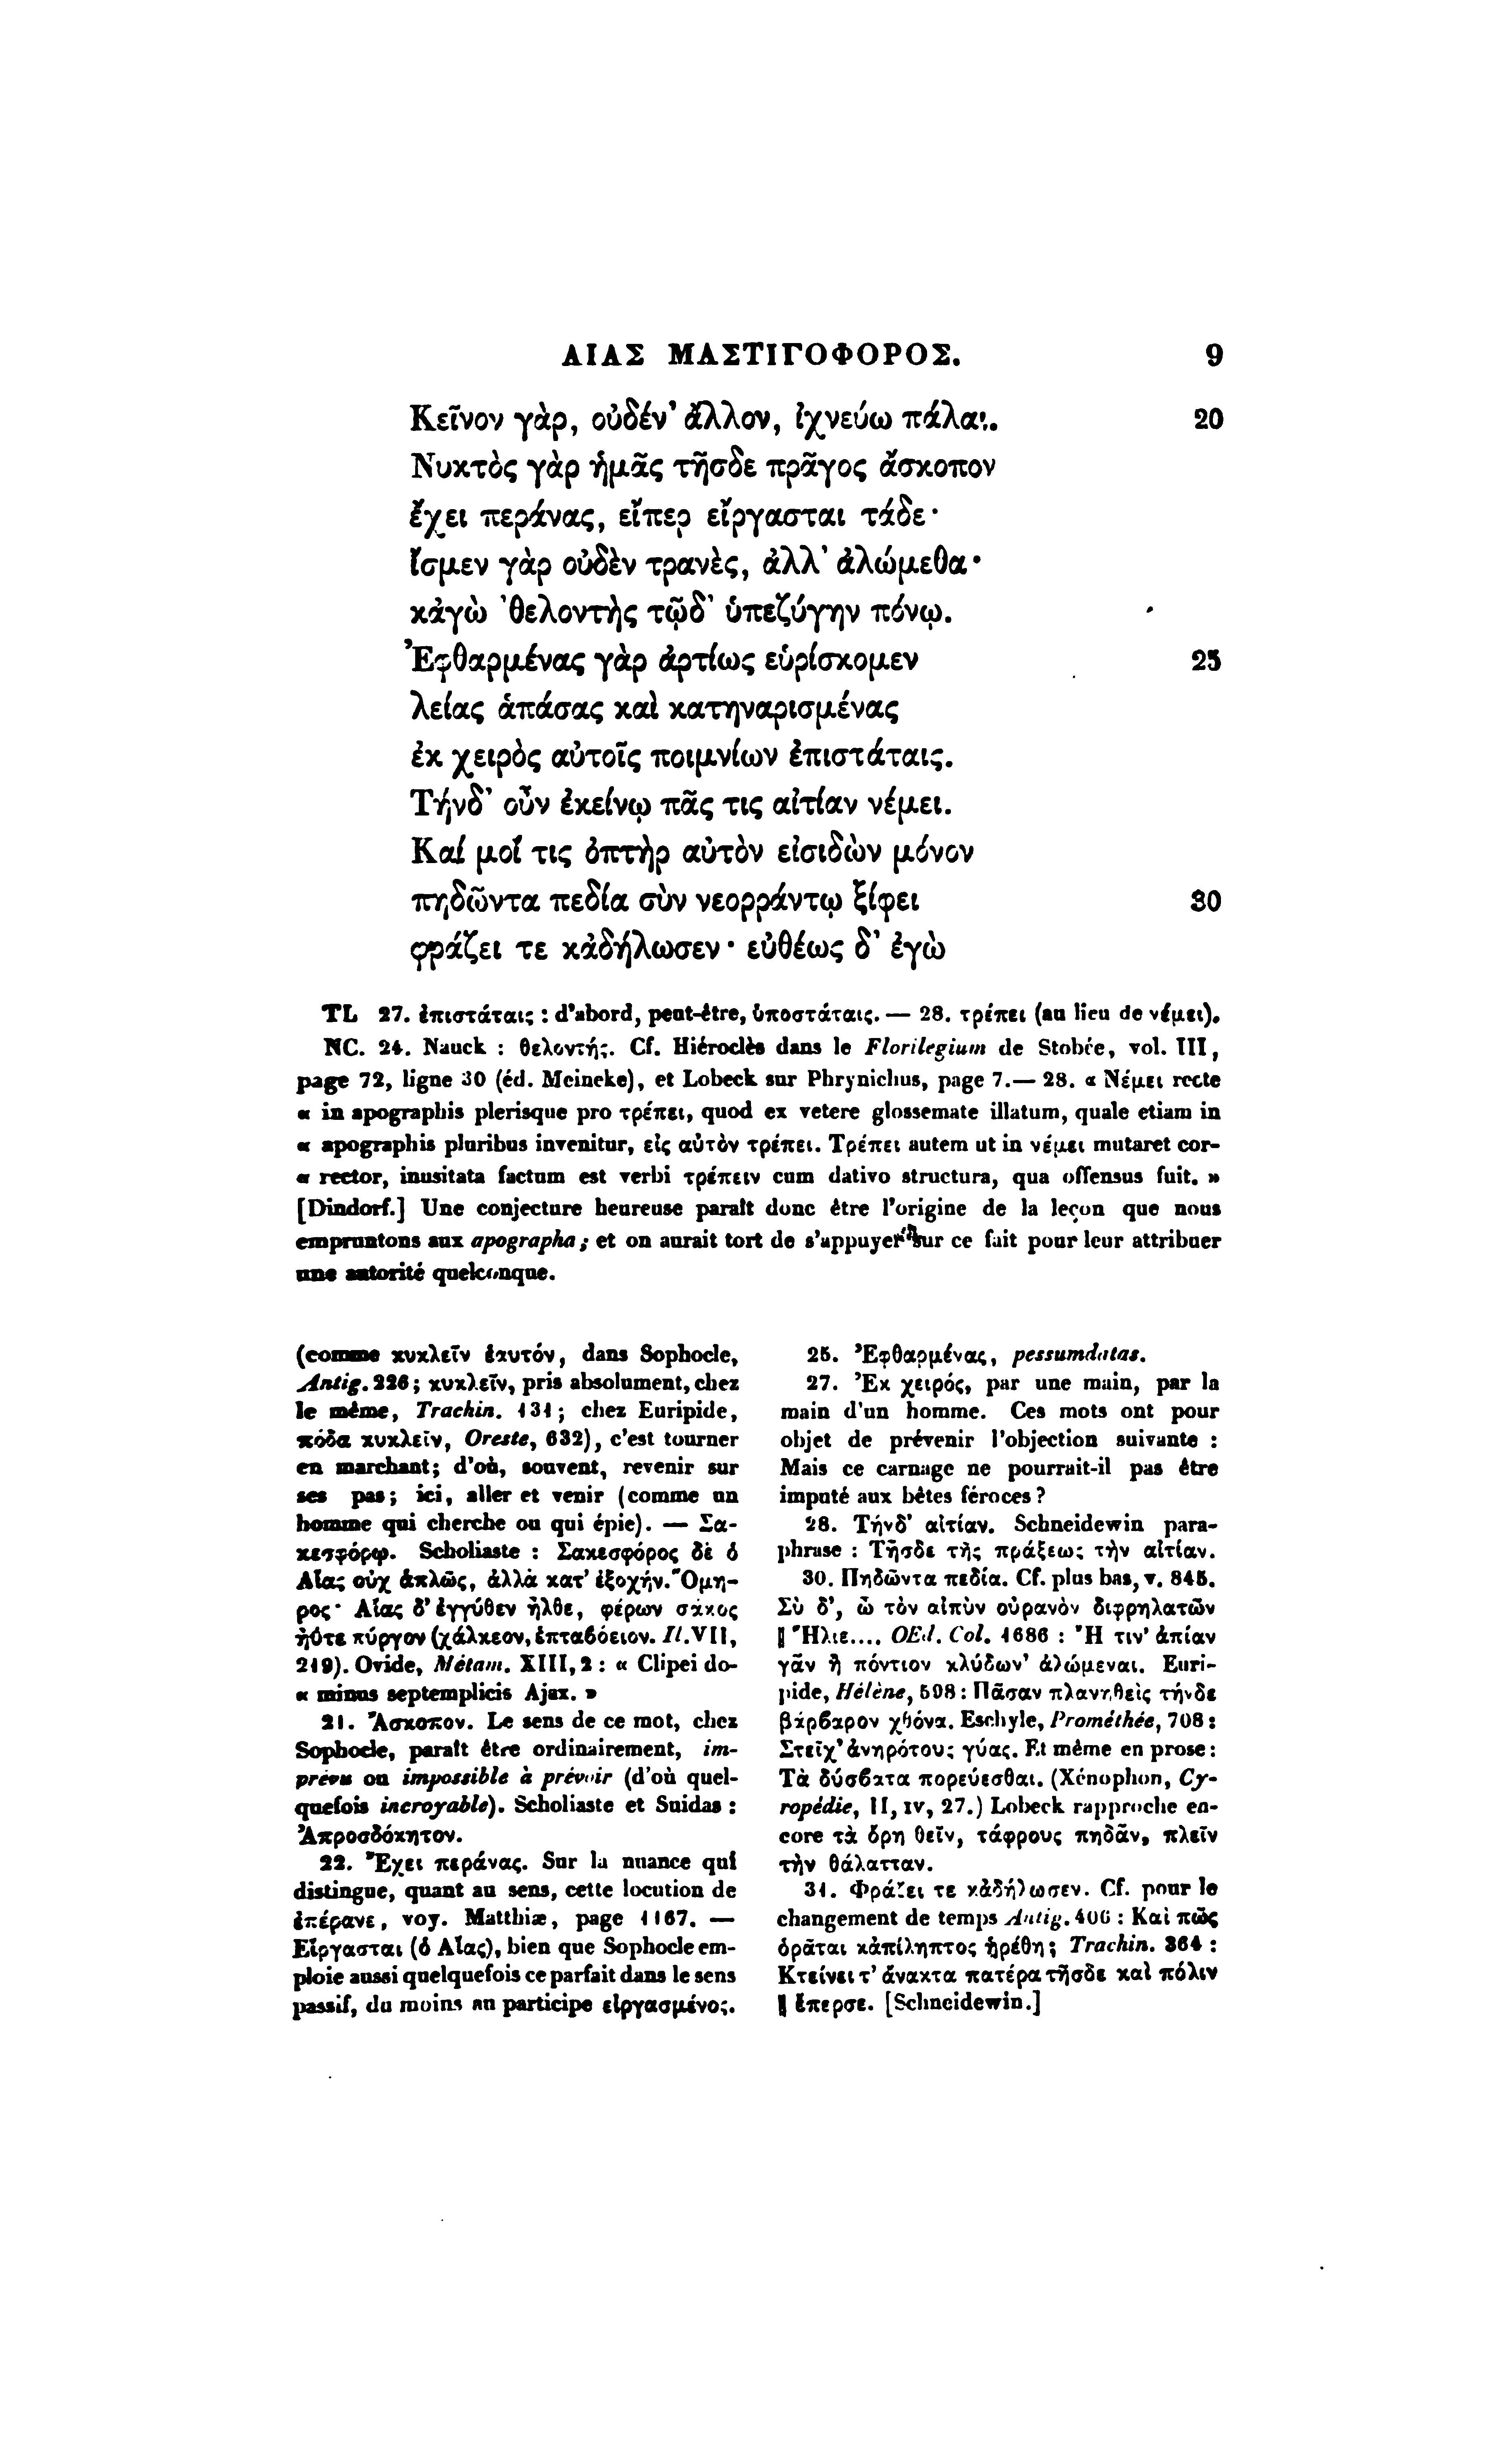 ΑΙΑΣ ΜΑΣΤΙΓΟΦΟΡΟΣ. 9
Κεῖνον γὰρ, οὐδέν’ ἄλλον, ἰχνεύω πάλαι. 20
Νυκτὸς γὰρ ἡμᾶς τῆσδε πρᾶγος ἄσκοπον
ἔχει περάνας, εἴπερ εἴργασται τάδε·
ἴσμεν γὰρ οὐδὲν τρανὲς, ἀλλ’ ἀλώμεθα·
κἀγὼ ’θελοντὴς τῷδ’ ὑπεζύγην πόνῳ.
Ἐφθαρμένας γὰρ ἀρτίως εὑρίσκομεν 25
λείας ἁπάσας καὶ κατηναρισμένας
ἐκ χειρὸς αὐτοῖς ποιμνίων ἐπιστάταις.
Τήνδ’ οὖν ἐκείνῳ πᾶς τις αἰτίαν νέμει.
Καί μοί τις ὀπτὴρ αὐτὸν εἰσιδὼν μόνον
πηδῶντα πεδία σὺν νεορράντῳ ξίφει 30
φράζει τε κἀδήλωσεν· εὐθέως δ’ ἐγὼ
TL 27. ἐπιστάταις : d’abord, peut-être, ὑποστάταις. — 28. τρέπει (au lieu de νέμει).
NC. 24. Nauck : θελοντής. Cf. Hiéroclès dans le Florilegium de Stobée, vol. III,
page 72, ligne 30 (éd. Meineke), et Lobeck sur Phrynichus, page 7. — 28. « Νέμει recte
« in apographis plerisque pro τρέπει, quod ex vetere glossemate illatum, quale etiam in
« apographis pluribus invenitur, εἰς αὐτὸν τρέπει. Τρέπει autem ut in νέμει mutaret cor-
« rector, inusitata factum est verbi τρέπειν cum dativo structura, qua offensus fuit. »
[Dindorf.] Une conjecture heureuse paraît donc être l’origine de la leçon que nous
empruntons aux apographa; et on aurait tort de s’appuyer sur ce fait pour leur attribuer
une autorité quelconque.
(comme κυκλεῖν ἑαυτόν, dans Sophocle,
Antig. 226; κυκλεῖν, pris absolument, chez
le même, Trachin. 131; chez Euripide,
πόδα κυκλεῖν, Oreste, 632), c’est tourner
en marchant; d’où, souvent, revenir sur
ses pas; ici, aller et venir (comme un
homme qui cherche ou qui épie). — Σα-
κεσφόρῳ. Scholiaste : Σακεσφόρος δὲ ὁ
Αἴας οὐχ ἁπλῶς, ἀλλὰ κατ’ ἐξοχήν. Ὅμη-
ρος· Αἴας δ’ ἐγγύθεν ἦλθε, φέρων σάκος
ἠΰτε πύργον (χάλκεον, ἑπταβόειον. Il. VII,
219). Ovide, Métam. XIII, 2 : « Clipei do-
« minus septemplicis Ajax. »
21. Ἄσκοπον. Le sens de ce mot, chez
Sophocle, paraît être ordinairement, im-
prévu ou impossible à prévoir (d’où quel-
quefois incroyable). Scholiaste et Suidas :
Ἀπροσδόκητον.
22. Ἔχει περάνας. Sur la nuance qui
distingue, quant au sens, cette locution de
ἐπέρανε, voy. Matthiæ, page 1167. —
Εἴργασται (ὁ Αἴας), bien que Sophocle em-
ploie aussi quelquefois ce parfait dans le sens
passif, du moins au participe εἰργασμένος.
25. Ἐφθαρμένας, pessumdatas.
27. Ἐκ χειρός, par une main, par la
main d’un homme. Ces mots ont pour
objet de prévenir l’objection suivante :
Mais ce carnage ne pourrait-il pas être
imputé aux bêtes féroces ?
28. Τήνδ’ αἰτίαν. Schneidewin para-
phrase : Τῆσδε τῆς πράξεως τὴν αἰτίαν.
30. Πηδῶντα πεδία. Cf. plus bas, v. 845.
Σὺ δ’, ὦ τὸν αἰπὺν οὐρανὸν διφρηλατῶν
|| Ἥλιε.... OEd. Col. 1686 : Ἢ τιν’ ἀπίαν
γᾶν ἢ πόντιον κλύδων’ ἀλώμεναι. Euri-
pide, Hélène, 598 : Πᾶσαν πλανηθεὶς τήνδε
βάρβαρον χθόνα. Eschyle, Prométhée, 708 :
Στεῖχ’ ἀνηρότους γύας. Et même en prose :
Τὰ δύσβατα πορεύεσθαι. (Xénophon, Cy-
ropédie, II, IV, 27.) Lobeck rapproche en-
core τὰ ὄρη θεῖν, τάφρους πηδᾶν, πλεῖν
τὴν θάλατταν.
31. Φράζει τε κἀδήλωσεν. Cf. pour le
changement de temps Antig. 406 : Καὶ πῶς
ὁρᾶται κἀπίληπτος ᾑρέθη; Trachin. 364 :
Κτείνει τ’ ἄνακτα πατέρα τῆσδε καὶ πόλιν
|| ἔπερσε. [Schneidewin.]